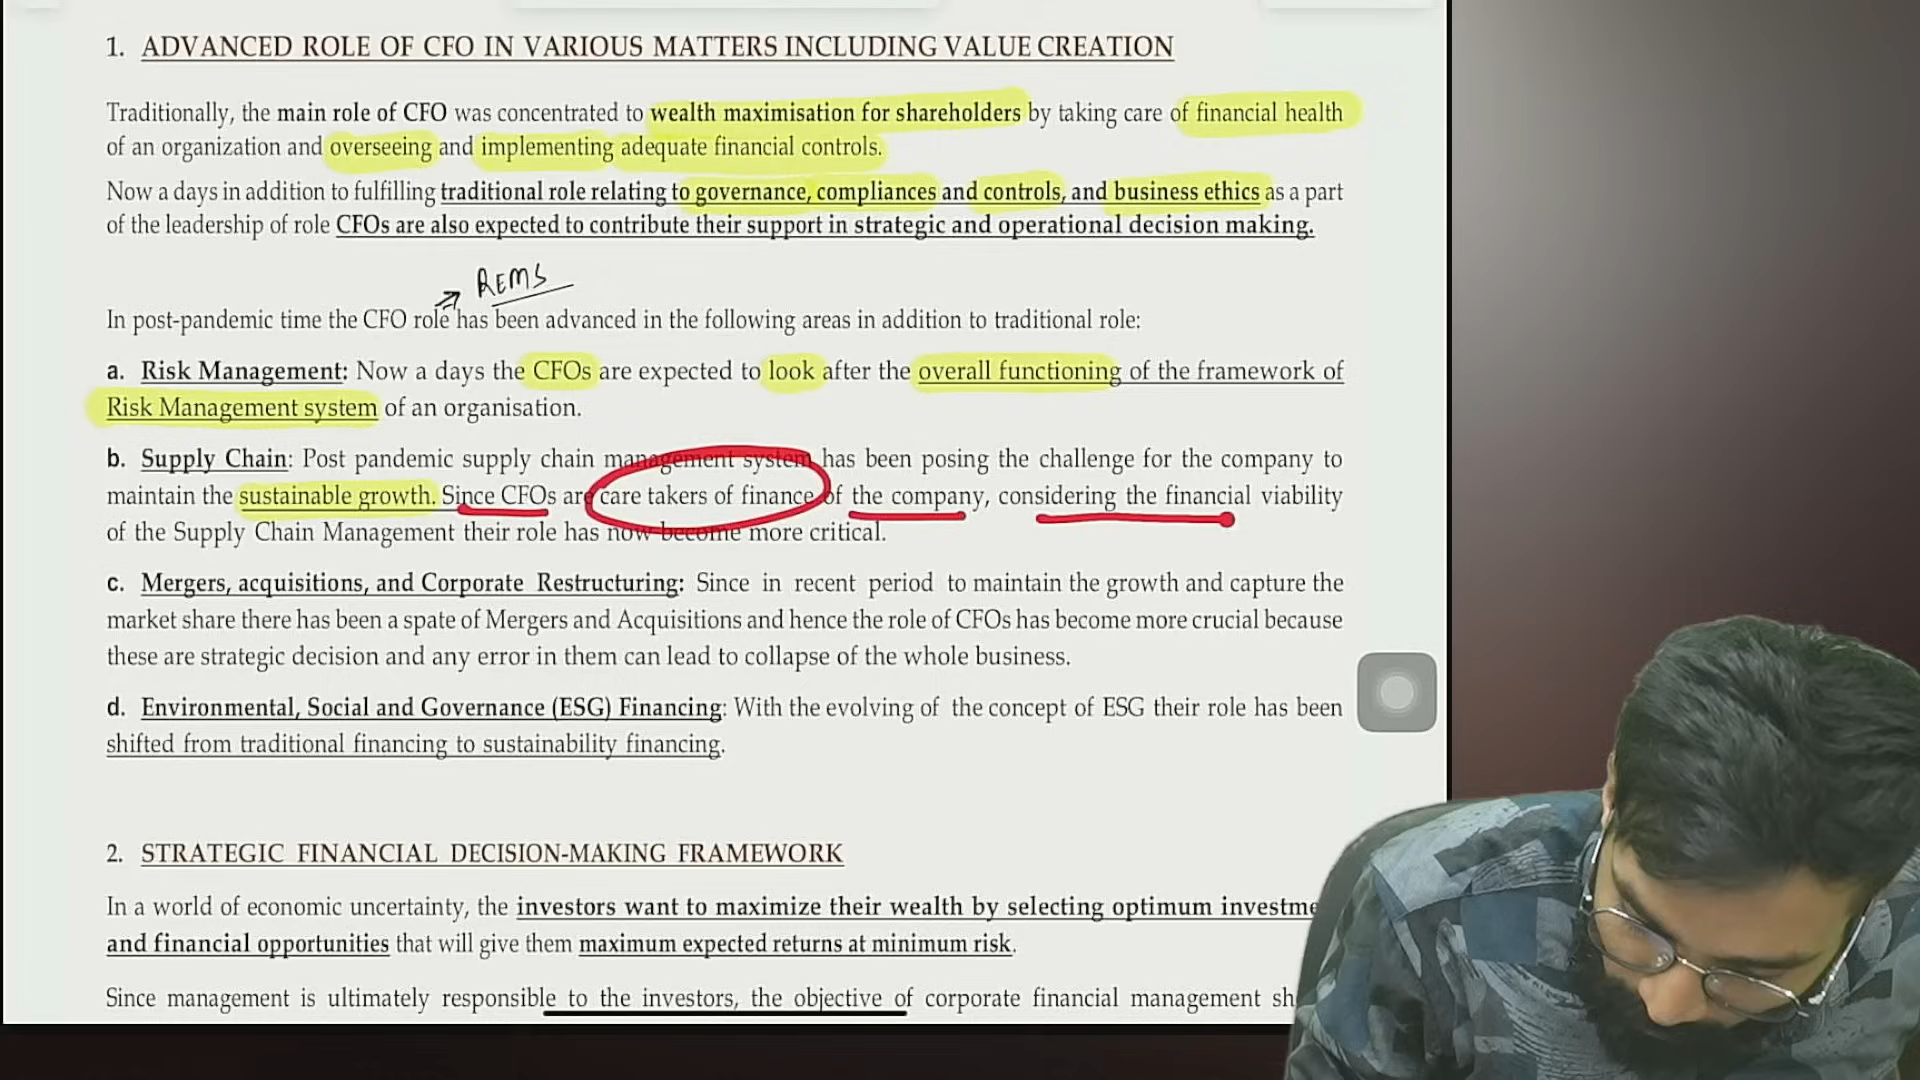 1. ADVANCED ROLE OF CFO IN VARIOUS MATTERS INCLUDING VALUE CREATION
Traditionally, the main role of CFO was concentrated to wealth maximisation for shareholders by taking care of financial health
of an organization and overseeing and implementing adequate financial controls.
Now a days in addition to fulfilling traditional role relating to governance, compliances and controls, and business ethics as a part
of the leadership of role CFOs are also expected to contribute their support in strategic and operational decision making.
REMS
In post-pandemic time the CFO role has been advanced in the following areas in addition to traditional role:
a. Risk Management: Now a days the CFOs are expected to look after the overall functioning of the framework of
Risk Management system of an organisation.
b. Supply Chain: Post pandemic supply chain management system has been posing the challenge for the company to
maintain the sustainable growth. Since CFOs are care takers of finance of the company, considering the financial viability
of the Supply Chain Management their role has now become more critical.
c. Mergers, acquisitions, and Corporate Restructuring: Since in recent period to maintain the growth and capture the
market share there has been a spate of Mergers and Acquisitions and hence the role of CFOs has become more crucial because
these are strategic decision and any error in them can lead to collapse of the whole business.
d. Environmental, Social and Governance (ESG) Financing: With the evolving of the concept of ESG their role has been
shifted from traditional financing to sustainability financing.
2. STRATEGIC FINANCIAL DECISION-MAKING FRAMEWORK
In a world of economic uncertainty, the investors want to maximize their wealth by selecting optimum
and financial opportunities that will give them maximum expected returns at minimum risk.
Since management is ultimately responsible to the investors, the objective of corporate financial management